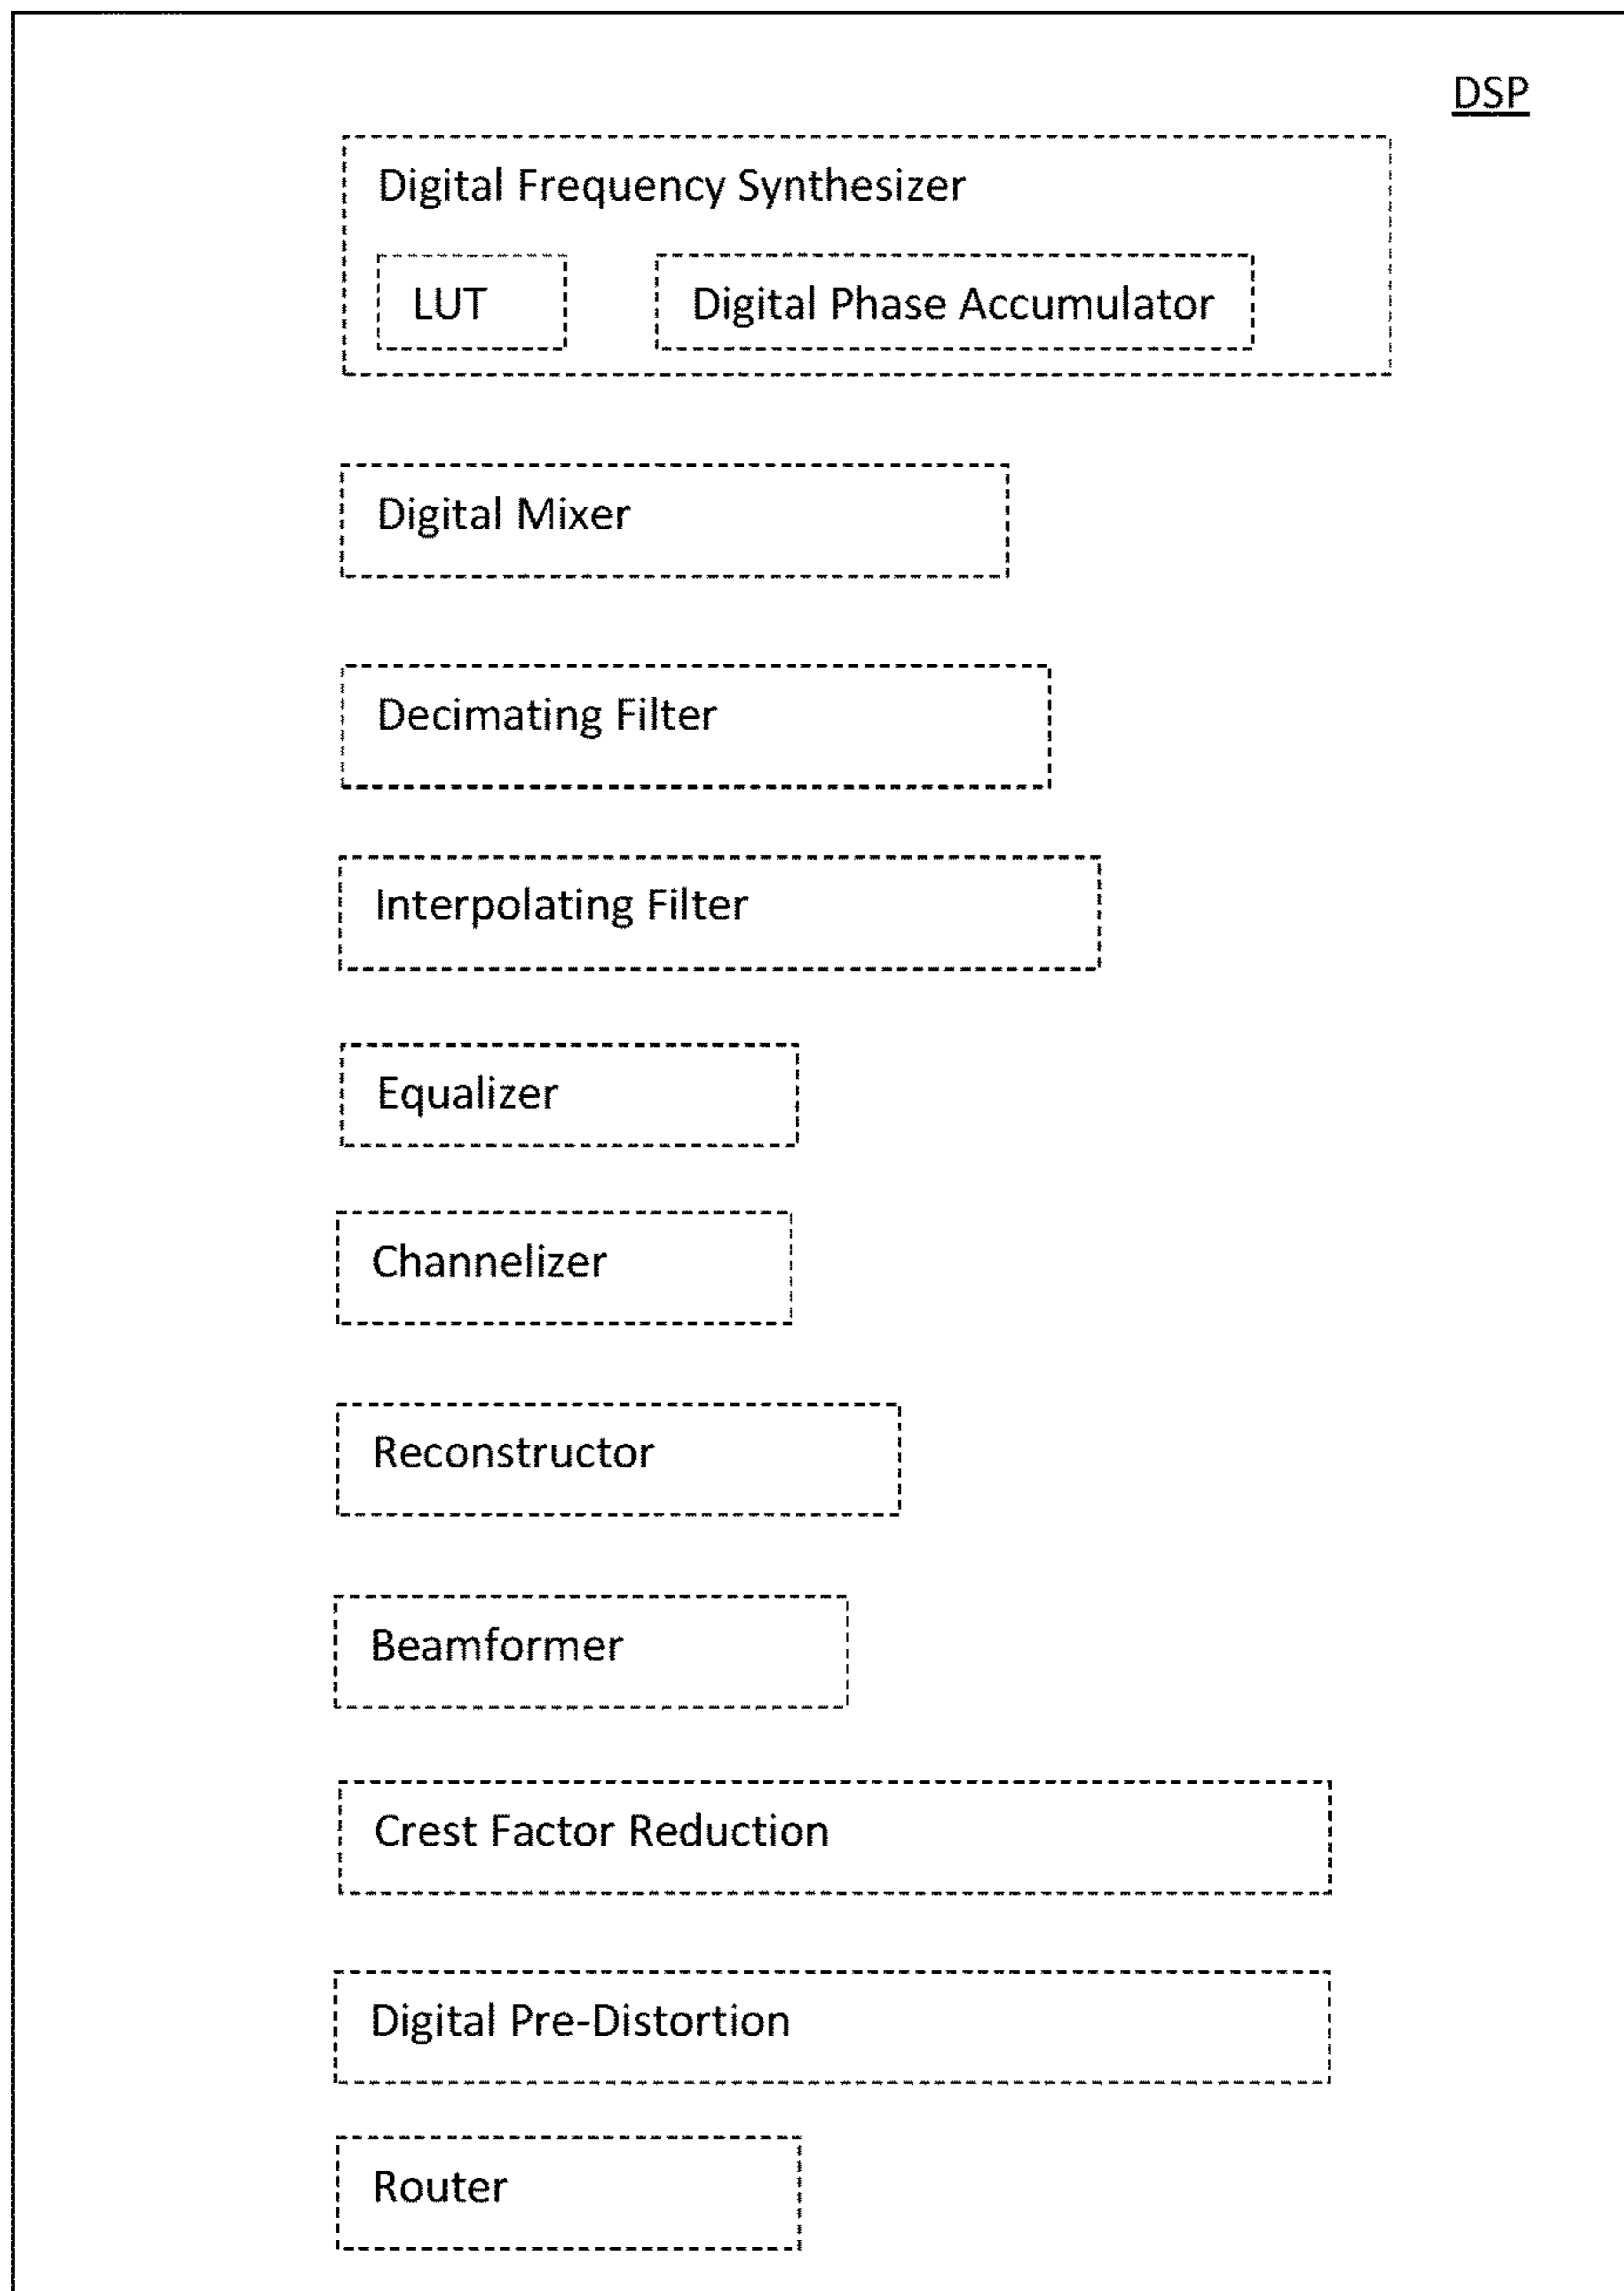 DSP
Digital Frequency Synthesizer
LUT
Digital Phase Accumulator
Digital Mixer
Decimating Filter
Interpolating Filter
Equalizer
Channelizer
Reconstructor
Beamformer
Crest Factor Reduction
Digital Pre-Distortion
Router